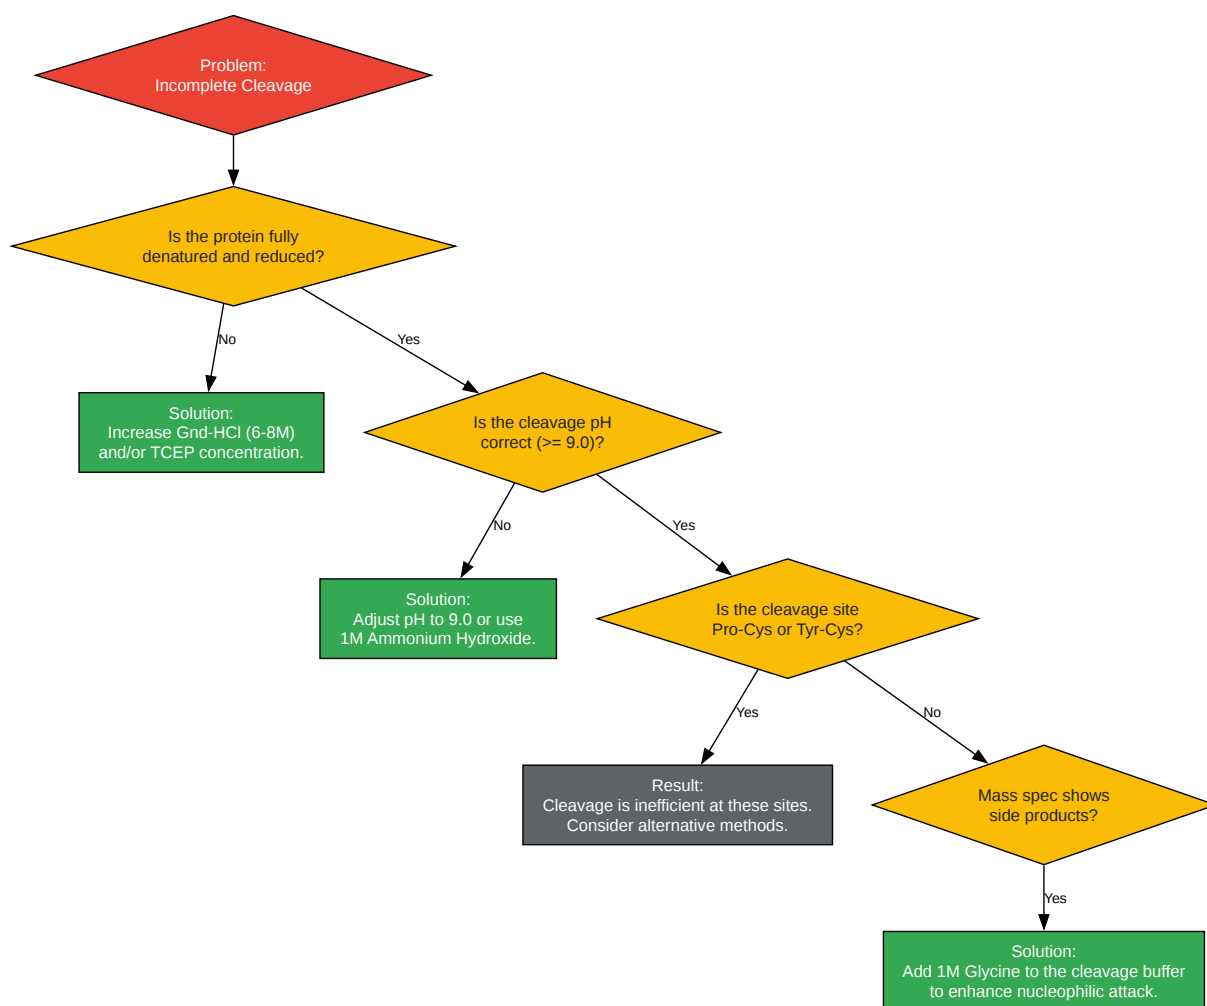 Problem:
Incomplete Cleavage
Is the protein fully
denatured and reduced?
No
Yes
Solution:
Increase Gnd-HCl (6-8M)
and/or TCEP concentration.
Is the cleavage pH
correct (>= 9.0)?
No
Yes
Solution:
Adjust pH to 9.0 or use
1M Ammonium Hydroxide.
Is the cleavage site
Pro-Cys or Tyr-Cys?
Yes
No
Result:
Cleavage is inefficient at these sites.
Consider alternative methods.
Mass spec shows
side products?
Yes
Solution:
Add 1M Glycine to the cleavage buffer
to enhance nucleophilic attack.